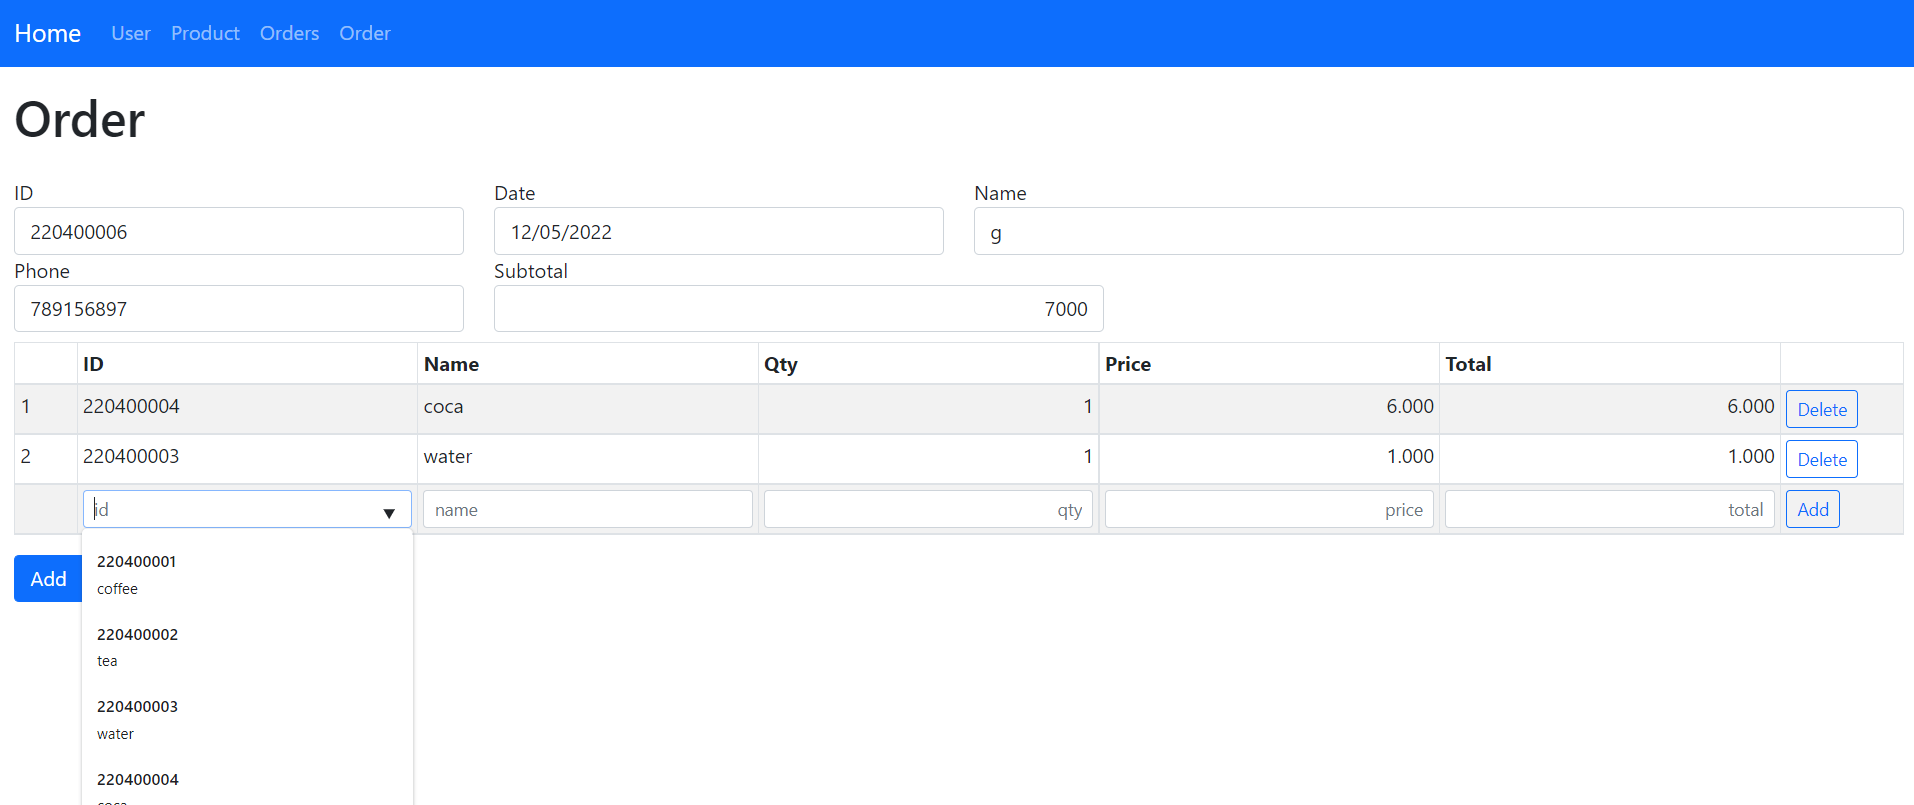 Home User Product Orders Order
Order
ID Date Name
220400006 12/05/2022 g
Phone Subtotal
789156897 7000
ID Name Qty Price Total
1 220400004 coca 1 6.000 6.000 Delete
2 220400003 water 1 1.000 1.000 Delete
id name qty price total Add
Add
220400001
coffee
220400002
tea
220400003
water
220400004
coca